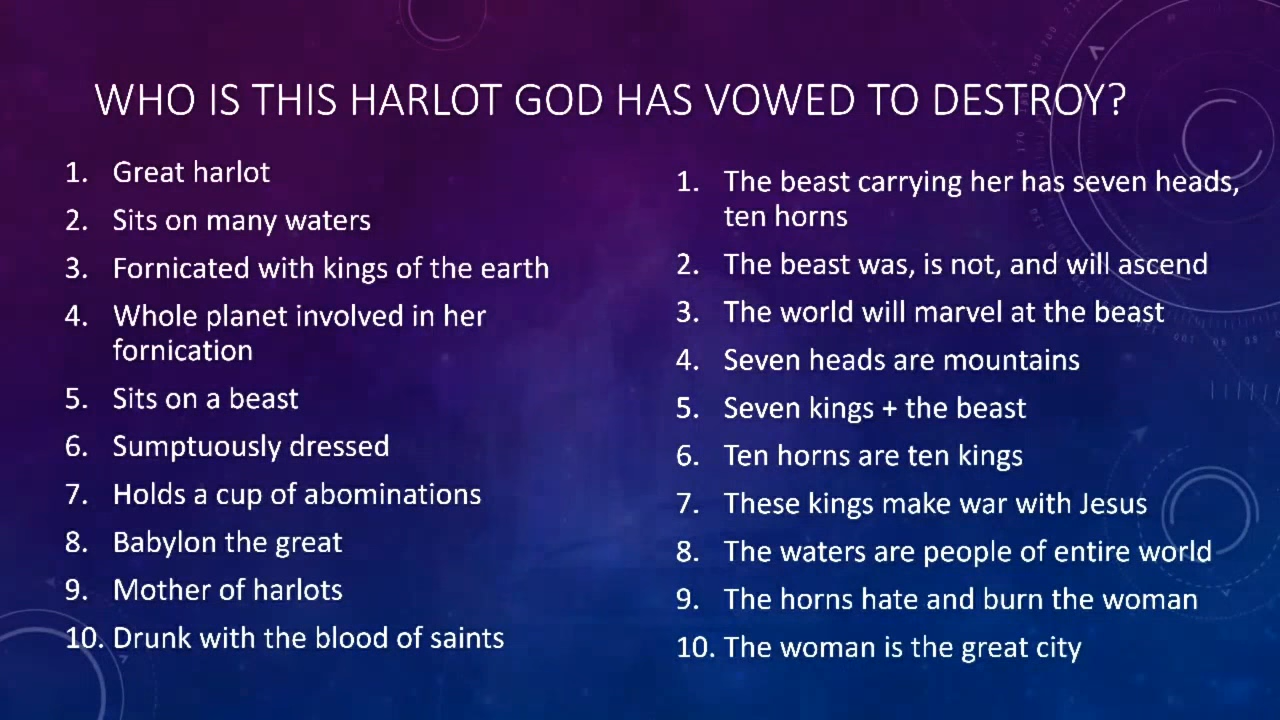 WHO IS THIS HARLOT GOD HAS VOWED TO DESTROY?
1. Great harlot
2. Sits on many waters
3. Fornicated with kings of the earth
4. Whole planet involved in her
fornication
5. Sits on a beast
6. Sumptuously dressed
7. Holds a cup of abominations
8. Babylon the great
9. Mother of harlots
10. Drunk with the blood of saints
1. The beast carrying her has seven heads,
ten horns
2. The beast was, is not, and will ascend
3. The world will marvel at the beast
4. Seven heads are mountains
5. Seven kings + the beast
6. Ten horns are ten kings
7. These kings make war with Jesus
8. The waters are people of entire world
9. The horns hate and burn the woman
10. The woman is the great city